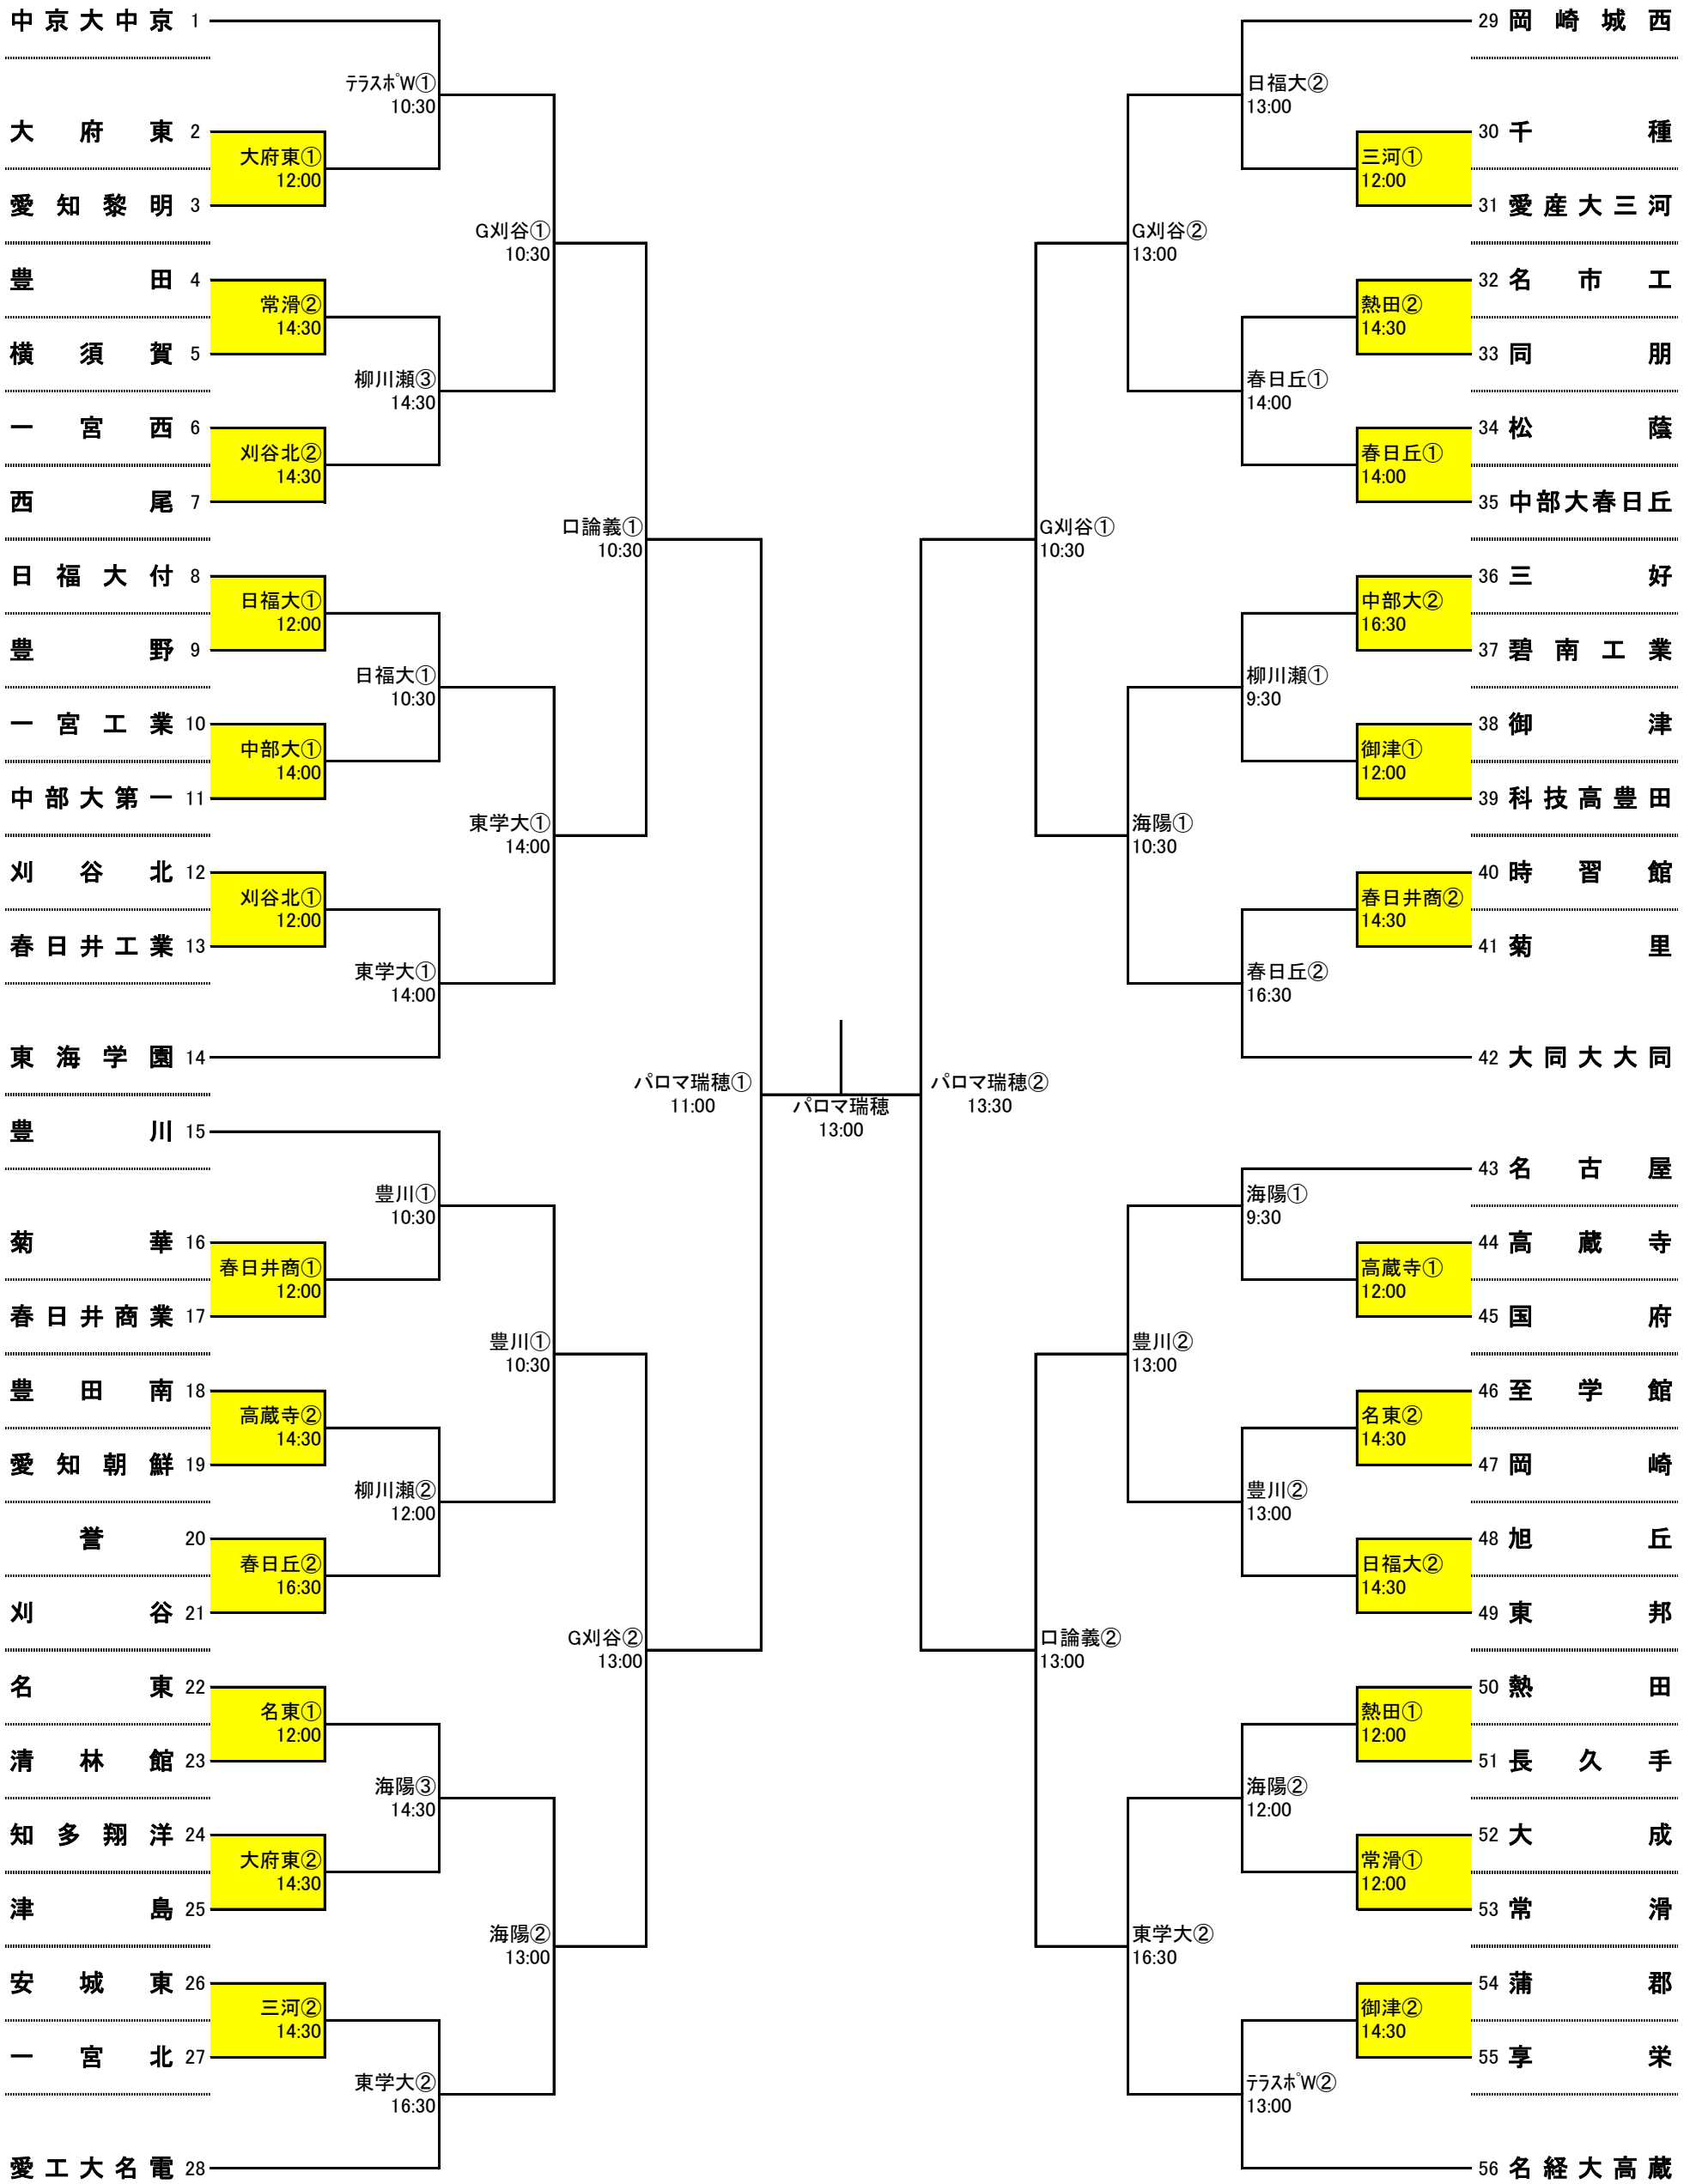 中京大中京 1
テラスポW①
10:30
大府東 2
大府東①
12:00
愛知黎明 3
G刈谷①
10:30
豊田 4
常滑②
14:30
横須賀 5
柳川瀬③
14:30
一宮西 6
刈谷北②
14:30
西尾 7
口論義①
10:30
日福大付 8
日福大①
12:00
豊野 9
日福大①
10:30
一宮工業 10
中部大①
14:00
中部大第一 11
東学大①
14:00
刈谷北 12
刈谷北①
12:00
春日井工業 13
東学大①
14:00
東海学園 14
パロマ瑞穂①
11:00
豊川 15
豊川①
10:30
菊華 16
春日井商①
12:00
春日井商業 17
豊川①
10:30
豊田南 18
高蔵寺②
14:30
愛知朝鮮 19
柳川瀬②
12:00
誉 20
春日丘②
16:30
刈谷 21
G刈谷②
13:00
名東 22
名東①
12:00
清林館 23
海陽③
14:30
知多翔洋 24
大府東②
14:30
津島 25
海陽②
13:00
安城東 26
三河②
14:30
一宮北 27
東学大②
16:30
愛工大名電 28
パロマ瑞穂
13:00
29 岡崎城西
日福大②
13:00
30 千種
三河①
12:00
31 愛産大三河
G刈谷②
13:00
32 名市工
熱田②
14:30
33 同朋
春日丘①
14:00
34 松蔭
春日丘①
14:00
35 中部大春日丘
G刈谷①
10:30
36 三好
中部大②
16:30
37 碧南工業
柳川瀬①
9:30
38 御津
御津①
12:00
39 科技高豊田
海陽①
10:30
40 時習館
春日井商②
14:30
41 菊里
春日丘②
16:30
42 大同大大同
パロマ瑞穂②
13:30
43 名古屋
海陽①
9:30
44 高蔵寺
高蔵寺①
12:00
45 国府
豊川②
13:00
46 至学館
名東②
14:30
47 岡崎
豊川②
13:00
48 旭丘
日福大②
14:30
49 東邦
口論義②
13:00
50 熱田
熱田①
12:00
51 長久手
海陽②
12:00
52 大成
常滑①
12:00
53 常滑
東学大②
16:30
54 蒲郡
御津②
14:30
55 享栄
テラスポW②
13:00
56 名経大高蔵